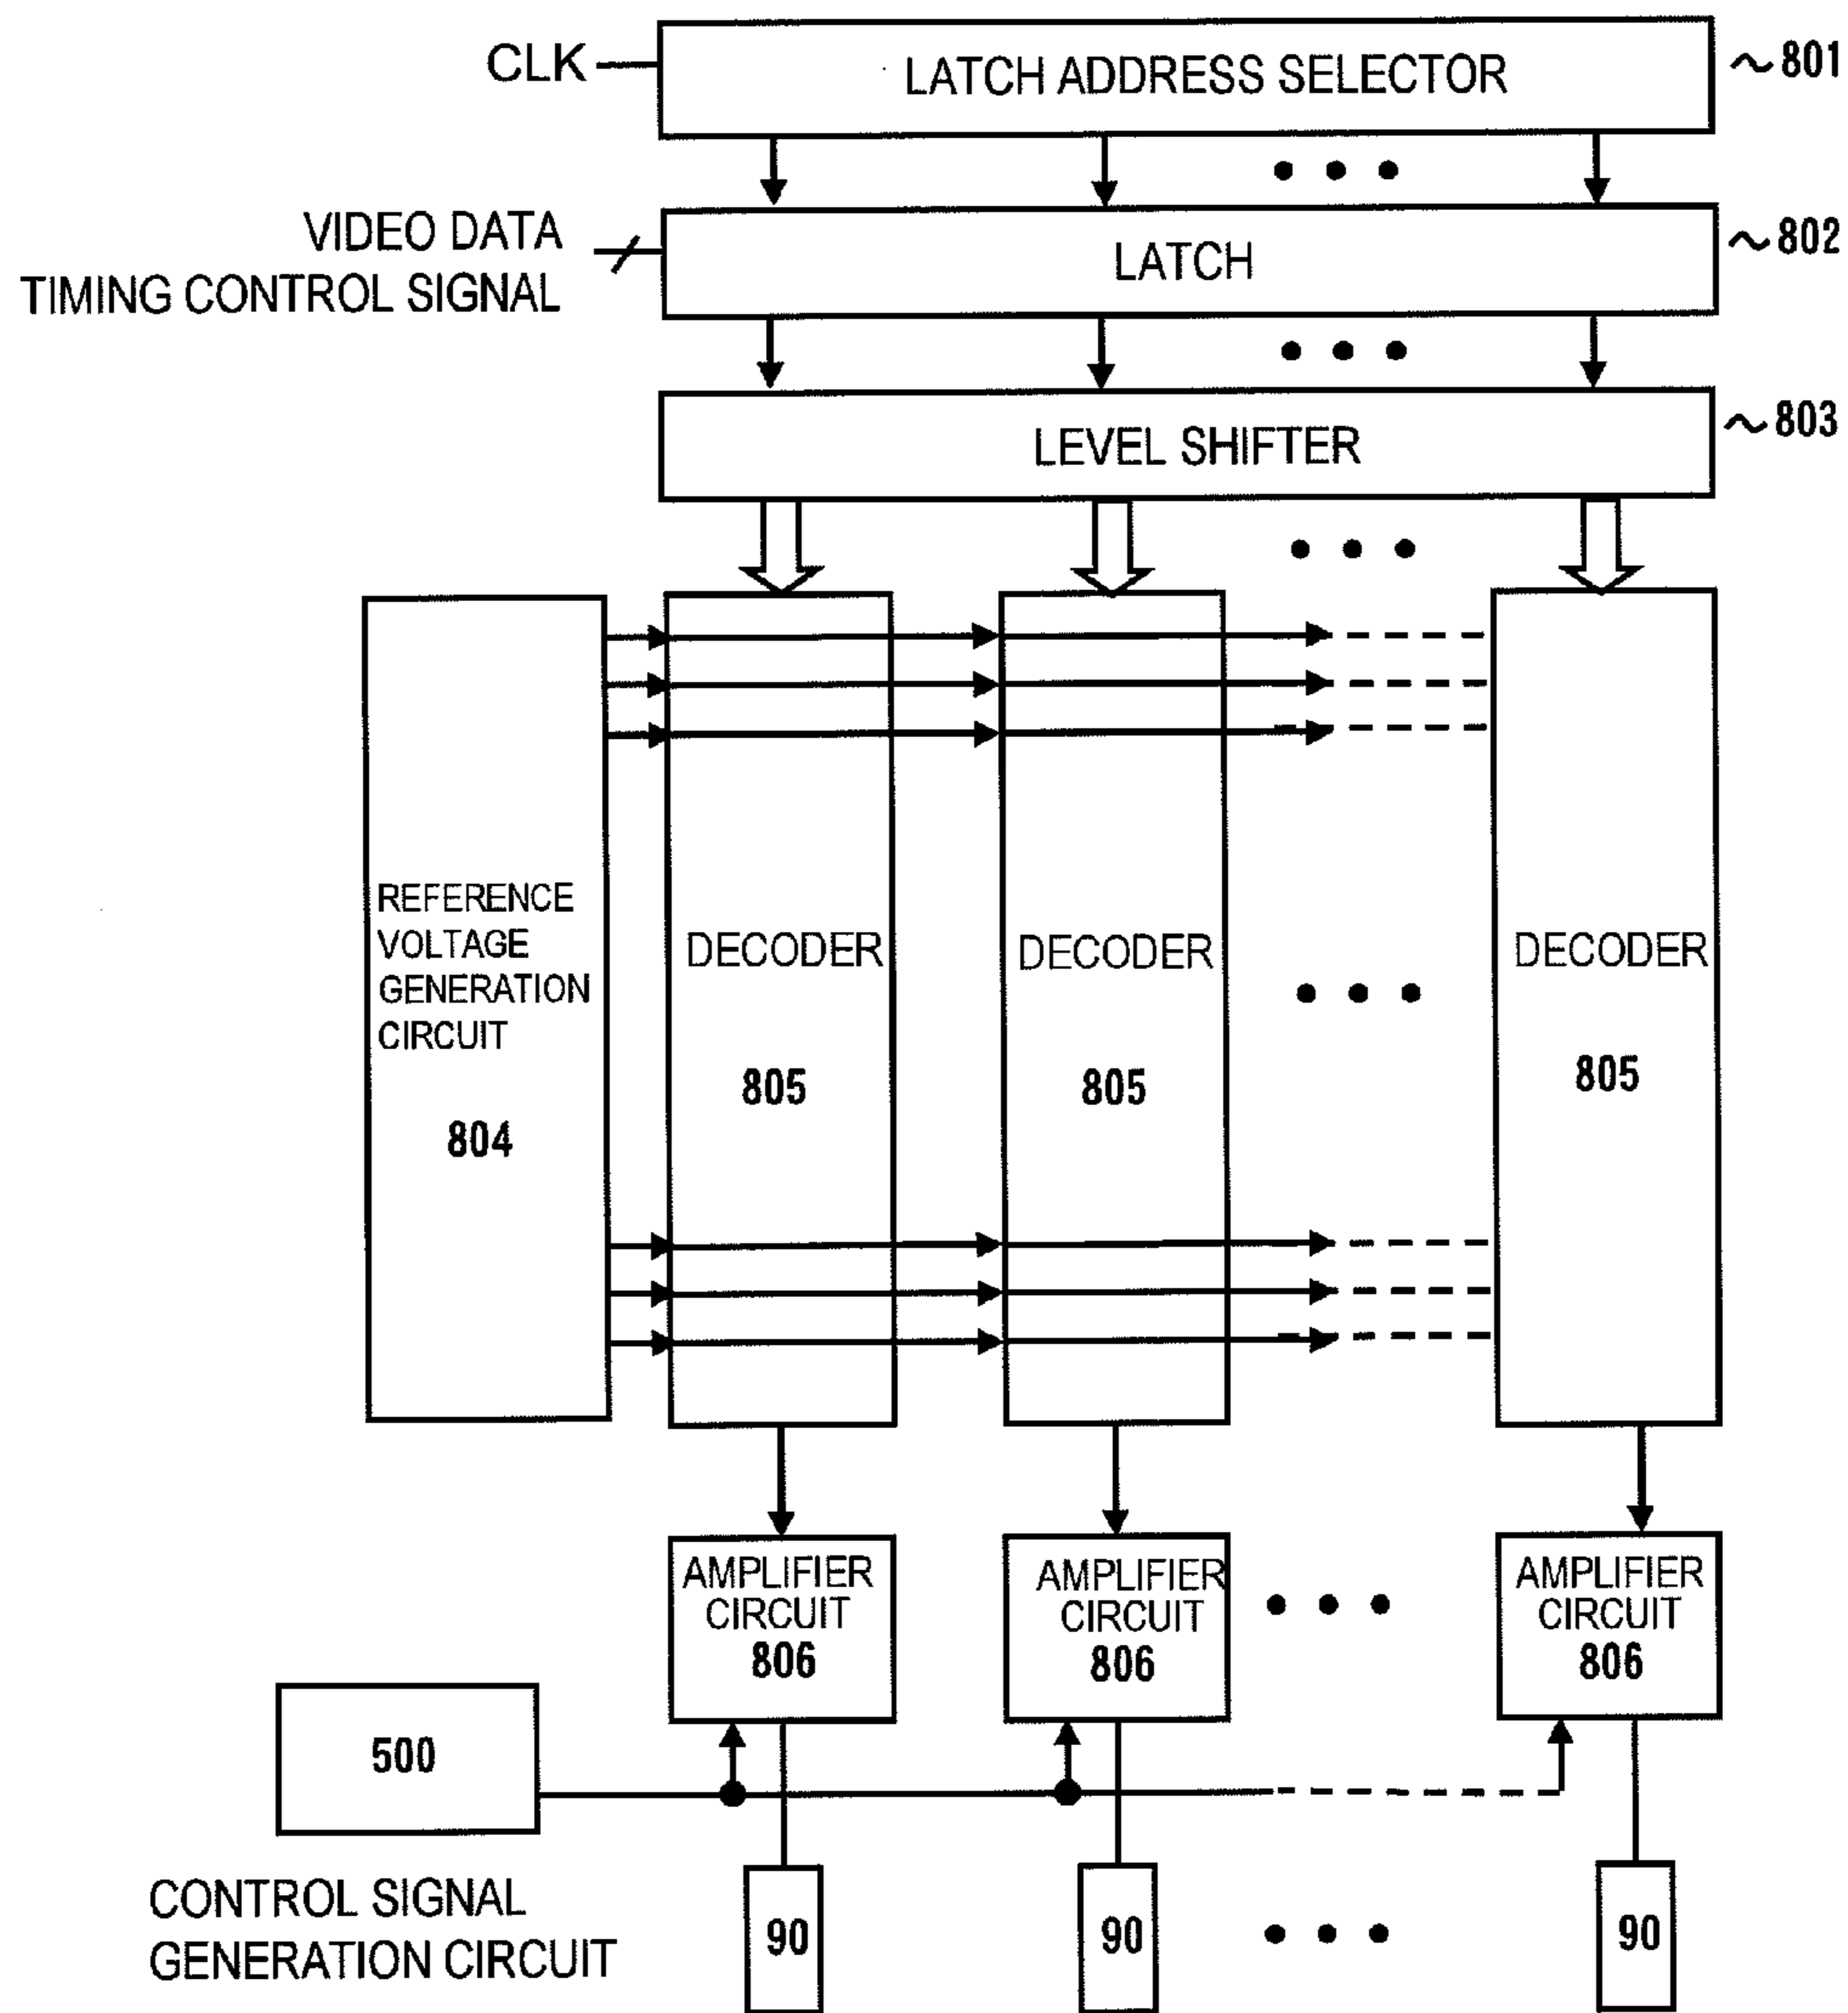 CLK
LATCH ADDRESS SELECTOR
801
VIDEO DATA
TIMING CONTROL SIGNAL
LATCH
802
LEVEL SHIFTER
803
REFERENCE
VOLTAGE
GENERATION
CIRCUIT
804
DECODER
805
DECODER
805
DECODER
805
AMPLIFIER
CIRCUIT
806
AMPLIFIER
CIRCUIT
806
AMPLIFIER
CIRCUIT
806
500
CONTROL SIGNAL
GENERATION CIRCUIT
90
90
90